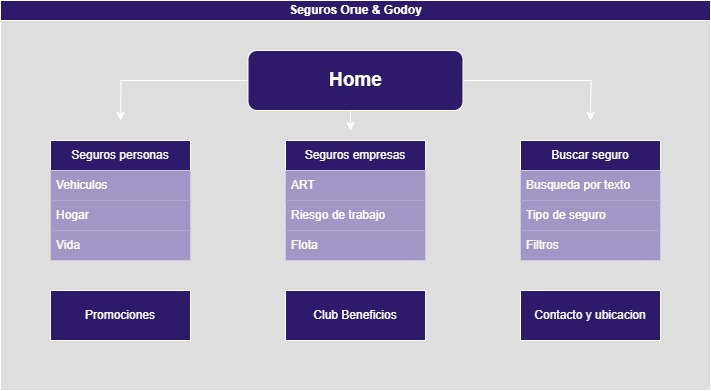 Seguros Orue & Godoy
Home
Seguros personas
Vehiculos
Hogar
Vida
Seguros empresas
ART
Riesgo de trabajo
Flota
Buscar seguro
Busqueda por texto
Tipo de seguro
Filtros
Promociones
Club Beneficios
Contacto y ubicacion